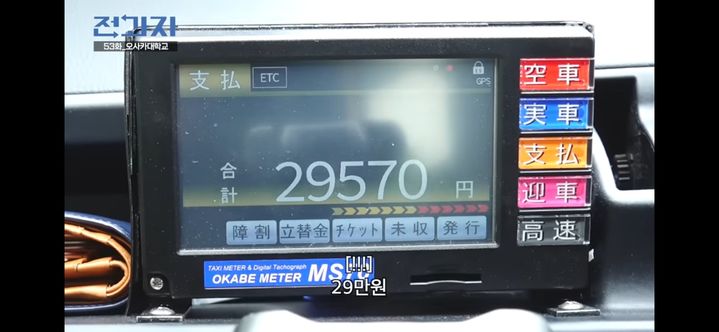 전과자
53화_오사카대학교
支払 ETC
GPS
合計 29570 円
障割 立替金 チケット 未収 発行
空車
実車
支払
迎車
高速
TAXI METER & Digital Tachograph
OKABE METER MS70
[!!!]
29만원